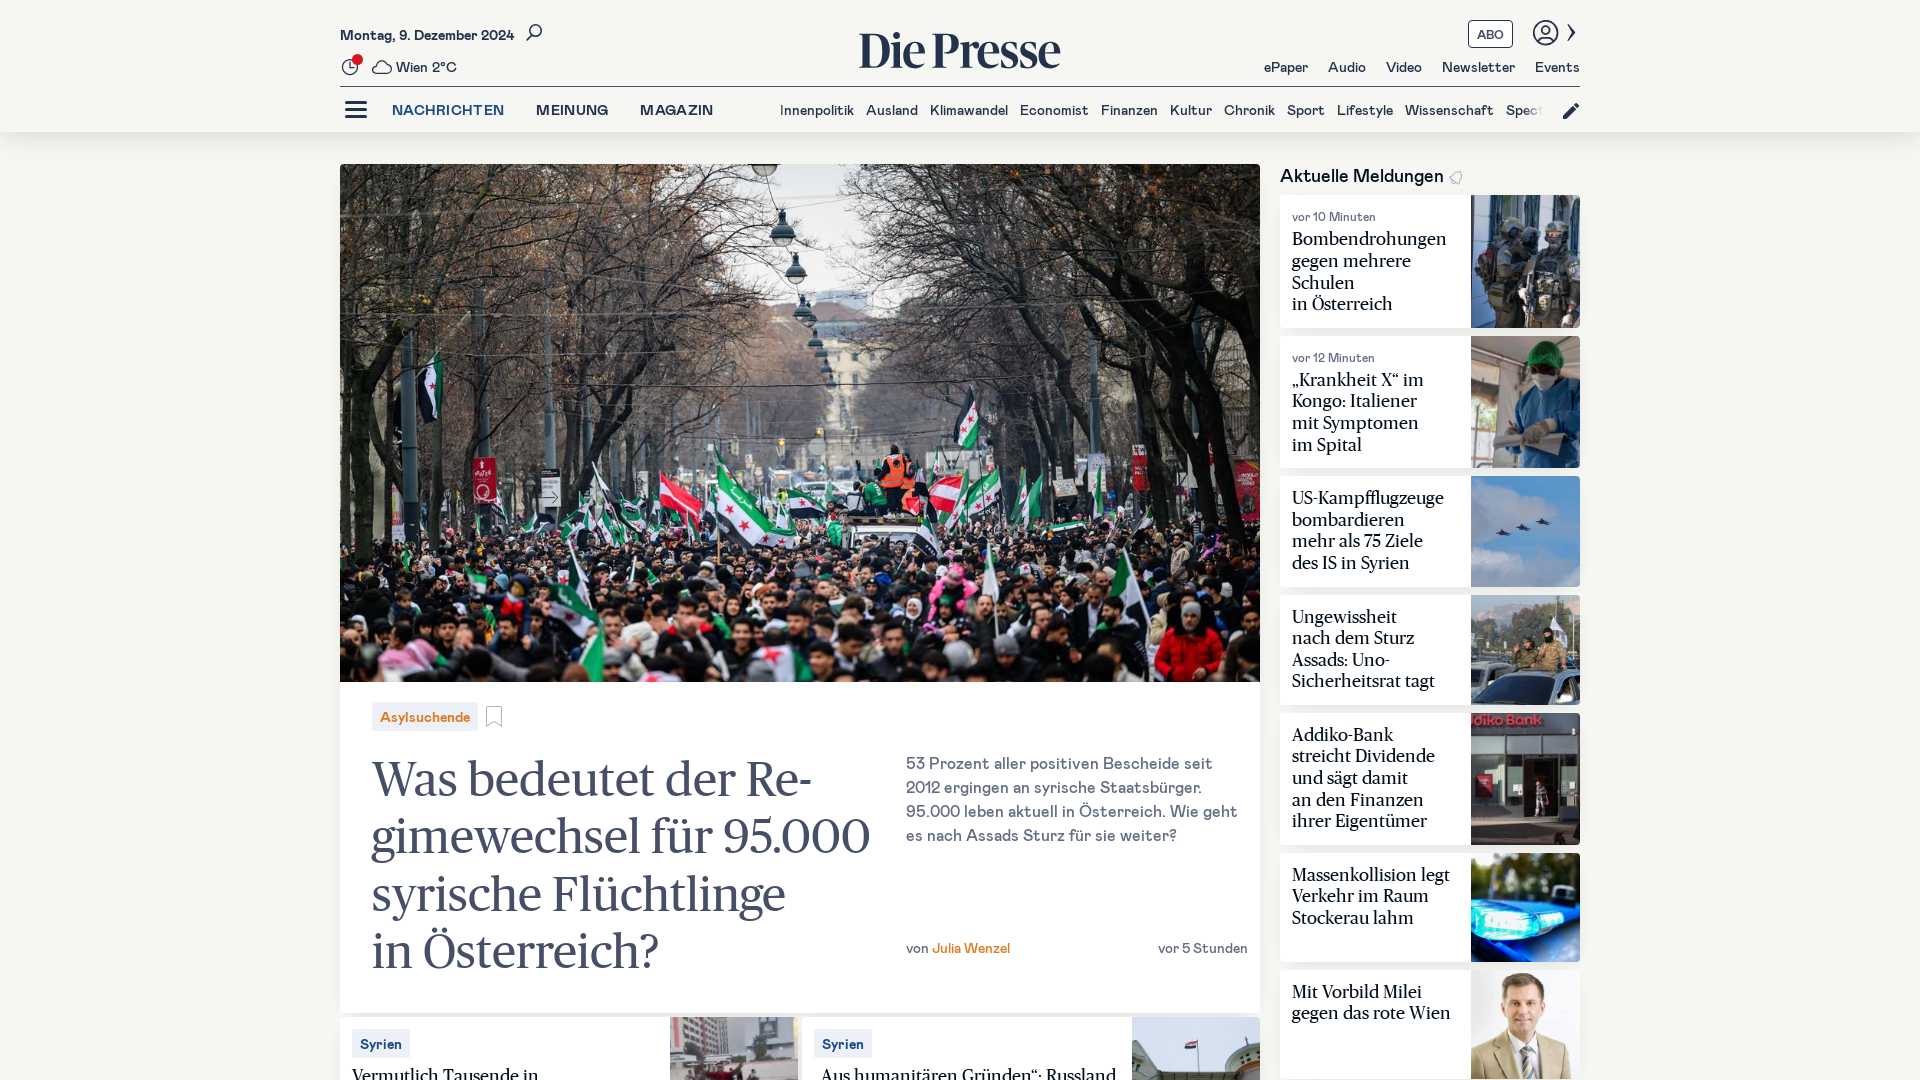 Montag, 9. Dezember 2024
Wien 2°C
Die Presse
ABO
ePaper Audio Video Newsletter Events
NACHRICHTEN MEINUNG MAGAZIN
Innenpolitik Ausland Klimawandel Economist Finanzen Kultur Chronik Sport Lifestyle Wissenschaft
Asylsuchende
Was bedeutet der Re-
gimewechsel für 95.000
syrische Flüchtlinge
in Österreich?
53 Prozent aller positiven Bescheide seit
2012 ergingen an syrische Staatsbürger.
95.000 leben aktuell in Österreich. Wie geht
es nach Assads Sturz für sie weiter?
von Julia Wenzel
vor 5 Stunden
Syrien
Vermutlich Tausende in
Syrien
„Aus humanitären Gründen“: Russland
Aktuelle Meldungen
vor 10 Minuten
Bombendrohungen
gegen mehrere
Schulen
in Österreich
vor 12 Minuten
„Krankheit X“ im
Kongo: Italiener
mit Symptomen
im Spital
US-Kampfflugzeuge
bombardieren
mehr als 75 Ziele
des IS in Syrien
Ungewissheit
nach dem Sturz
Assads: Uno-
Sicherheitsrat tagt
Addiko-Bank
streicht Dividende
und sägt damit
an den Finanzen
ihrer Eigentümer
diko Bank
Massenkollision legt
Verkehr im Raum
Stockerau lahm
Mit Vorbild Milei
gegen das rote Wien